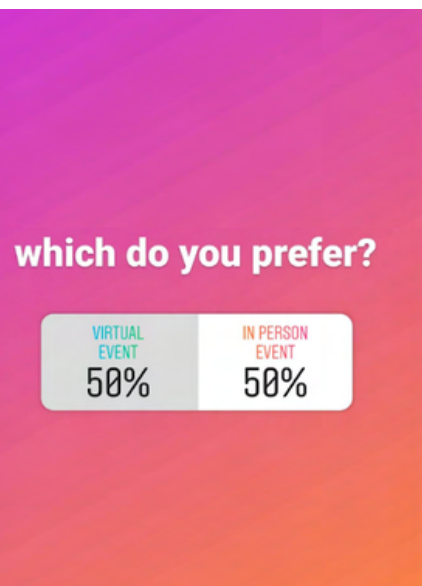 which do you prefer?
VIRTUAL
EVENT
50%
IN PERSON
EVENT
50%